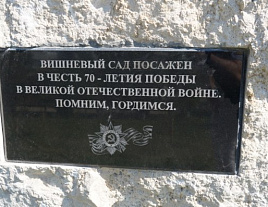 ВИШНЕВЫЙ САД ПОСАЖЕН
В ЧЕСТЬ 70 - ЛЕТИЯ ПОБЕДЫ
В ВЕЛИКОЙ ОТЕЧЕСТВЕННОЙ ВОЙНЕ.
ПОМНИМ, ГОРДИМСЯ.